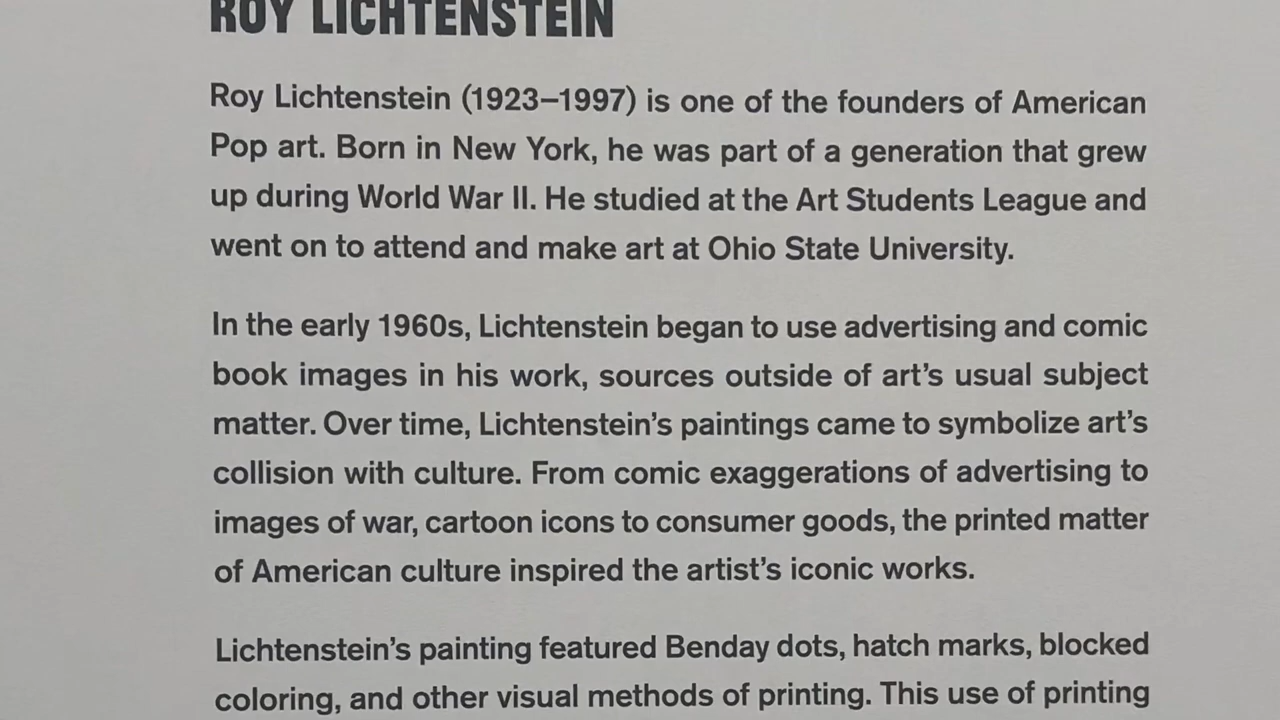 ROY LICHTENSTEIN
Roy Lichtenstein (1923–1997) is one of the founders of American
Pop art. Born in New York, he was part of a generation that grew
up during World War II. He studied at the Art Students League and
went on to attend and make art at Ohio State University.
In the early 1960s, Lichtenstein began to use advertising and comic
book images in his work, sources outside of art’s usual subject
matter. Over time, Lichtenstein’s paintings came to symbolize art’s
collision with culture. From comic exaggerations of advertising to
images of war, cartoon icons to consumer goods, the printed matter
of American culture inspired the artist’s iconic works.
Lichtenstein’s painting featured Benday dots, hatch marks, blocked
coloring, and other visual methods of printing. This use of printing